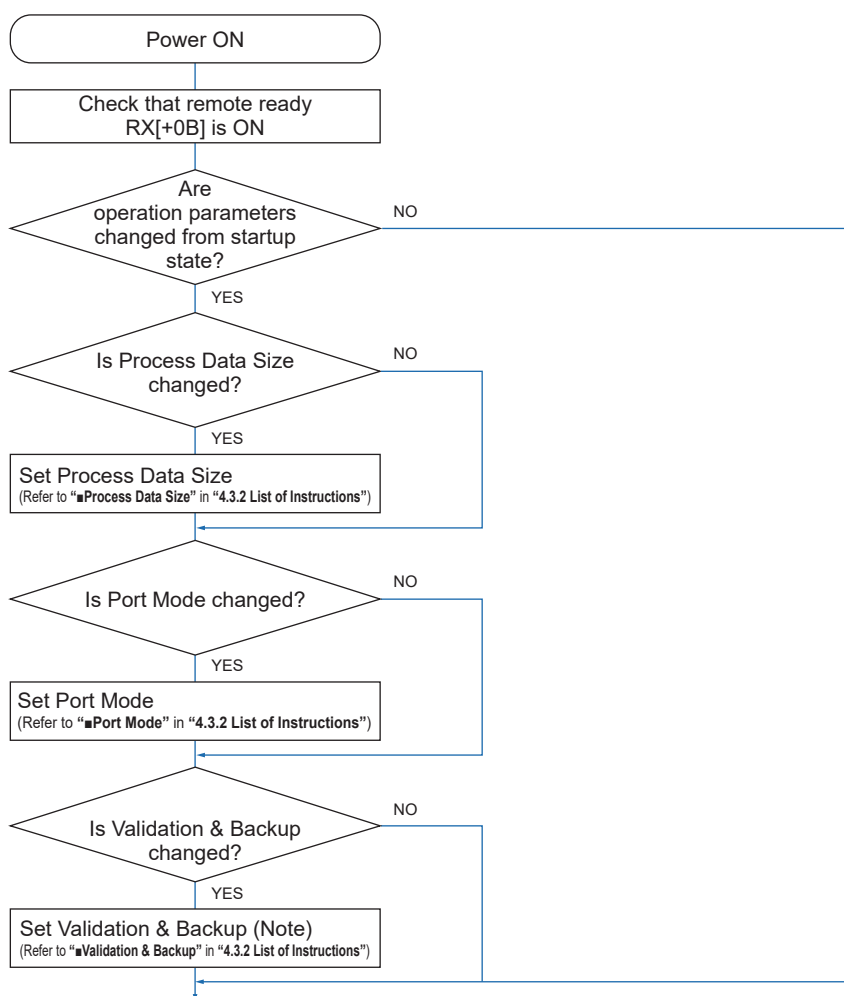 Power ON
Check that remote ready
RX[+0B] is ON
Are
operation parameters
changed from startup
state?
NO
YES
Is Process Data Size
changed?
NO
YES
Set Process Data Size
(Refer to “■Process Data Size” in “4.3.2 List of Instructions”)
Is Port Mode changed?
NO
YES
Set Port Mode
(Refer to “■Port Mode” in “4.3.2 List of Instructions”)
Is Validation & Backup
changed?
NO
YES
Set Validation & Backup (Note)
(Refer to “■Validation & Backup” in “4.3.2 List of Instructions”)